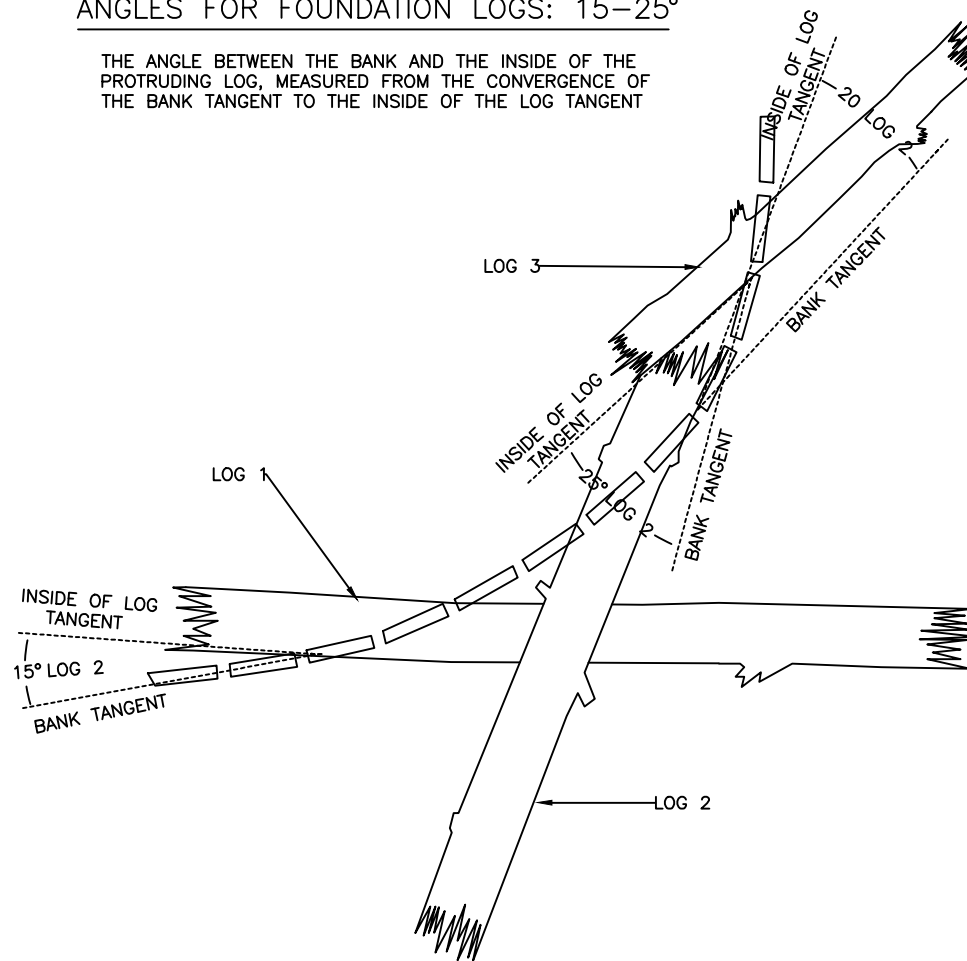 ANGLES FOR FOUNDATION LOGS: 15-25°
THE ANGLE BETWEEN THE BANK AND THE INSIDE OF THE
PROTRUDING LOG, MEASURED FROM THE CONVERGENCE OF
THE BANK TANGENT TO THE INSIDE OF THE LOG TANGENT
INSIDE OF LOG
TANGENT
20 LOG 2
BANK TANGENT
LOG 3
INSIDE OF LOG
TANGENT
25° LOG 2
BANK TANGENT
LOG 1
INSIDE OF LOG
TANGENT
15° LOG 2
BANK TANGENT
LOG 2